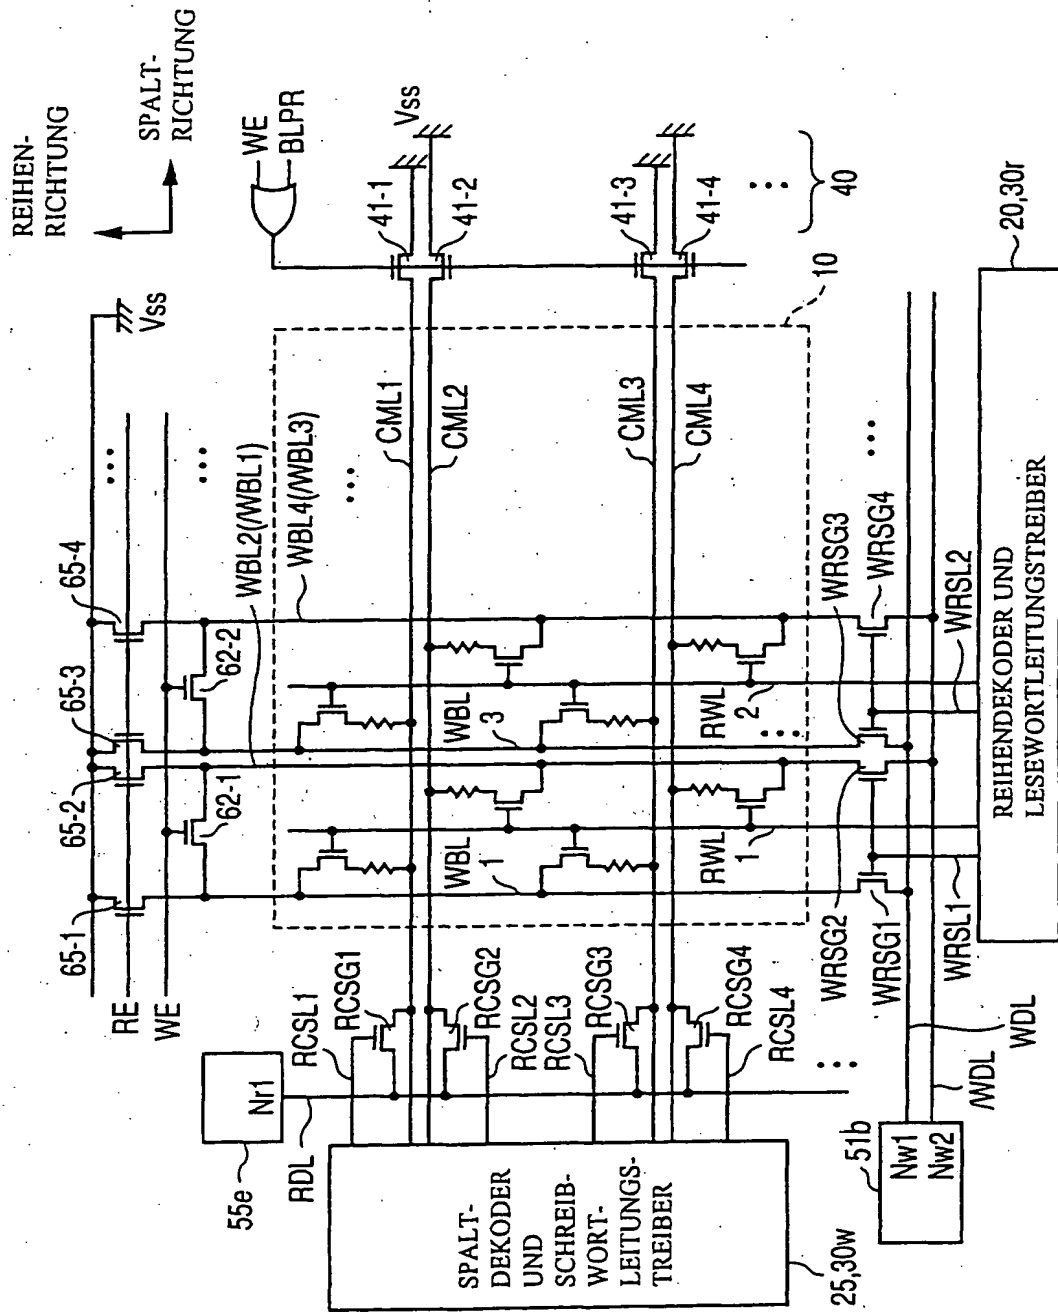 REIHEN-
RICHTUNG
SPALT-
RICHTUNG
WE
BLPR
Vss
41-1
41-2
41-3
41-4
40
20,30r
10
Vss
65-4
65-3
65-2
65-1
62-2
62-1
RE
WE
WBL2(/WBL1)
WBL4(/WBL3)
CML1
CML2
CML3
CML4
WBL
3
WBL
1
RWL
2
RWL
1
WRSG3
WRSG4
WRSL2
WRSG2
WRSG1
WRSL1
REIHENDEKODER UND
LESEWORTLEITUNGSTREIBER
RCSL1
RCSG1
RCSG2
RCSL2
RCSL3
RCSG3
RCSG4
RCSL4
Nr1
55e
RDL
SPALT-
DEKODER
UND
SCHREIB-
WORT-
LEITUNGS-
TREIBER
25,30w
WDL
/WDL
51b
Nw1
Nw2